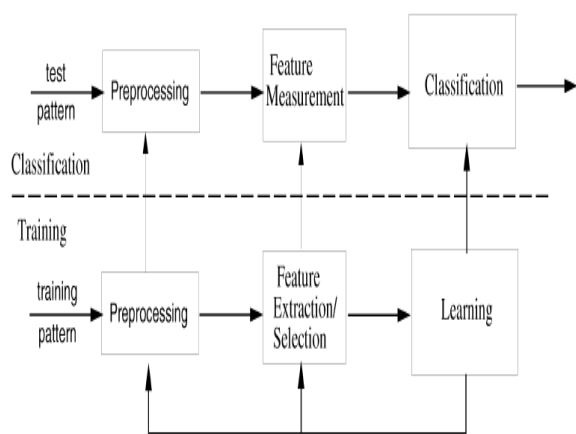 test
pattern
Preprocessing
Feature
Measurement
Classification
Classification
Training
training
pattern
Preprocessing
Feature
Extraction/
Selection
Learning